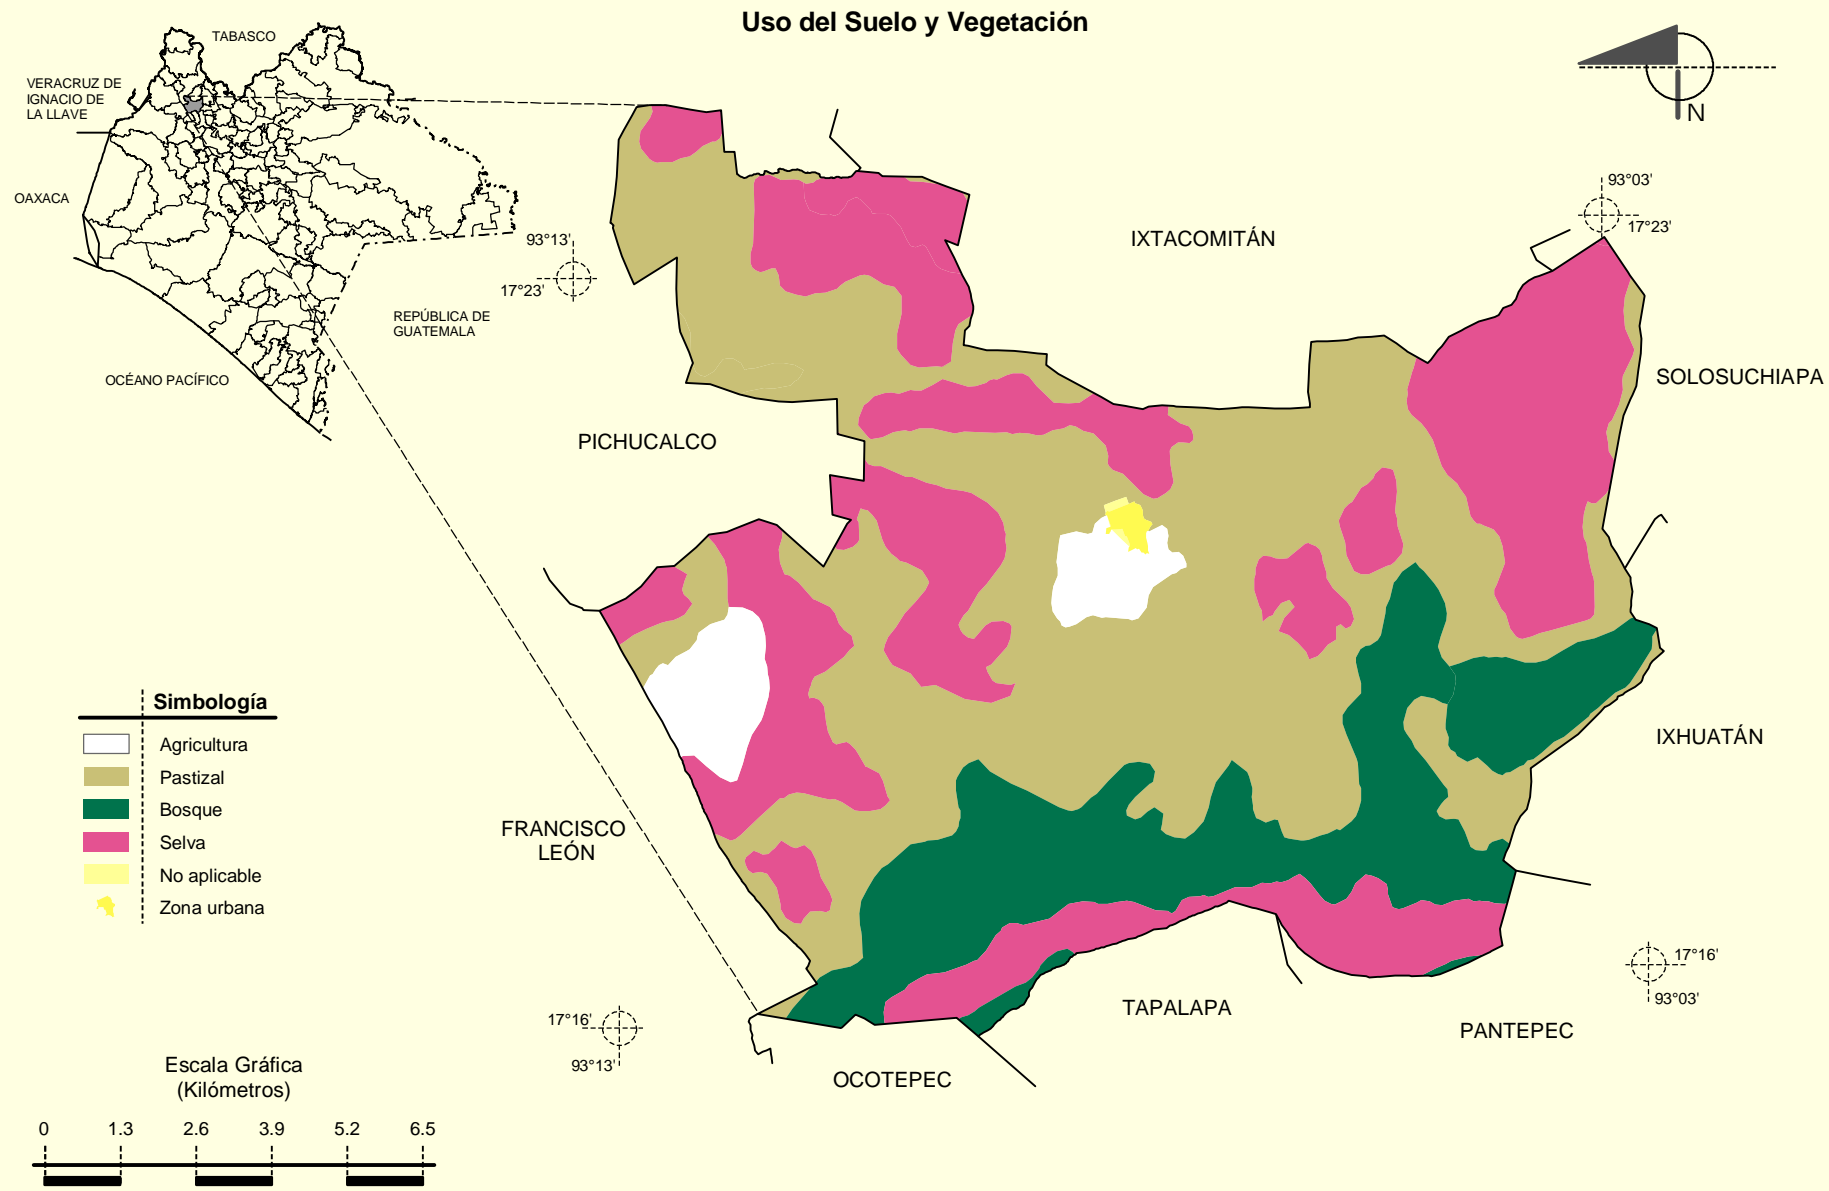 Uso del Suelo y Vegetación
TABASCO
VERACRUZ DE
IGNACIO DE
LA LLAVE
OAXACA
REPÚBLICA DE
GUATEMALA
OCÉANO PACÍFICO
N
93°03'
17°23'
93°13'
17°23'
IXTACOMITÁN
SOLOSUCHIAPA
PICHUCALCO
IXHUATÁN
FRANCISCO
LEÓN
TAPALAPA
PANTEPEC
OCOTEPEC
17°16'
93°03'
17°16'
93°13'
Simbología
Agricultura
Pastizal
Bosque
Selva
No aplicable
Zona urbana
Escala Gráfica
(Kilómetros)
0 1.3 2.6 3.9 5.2 6.5